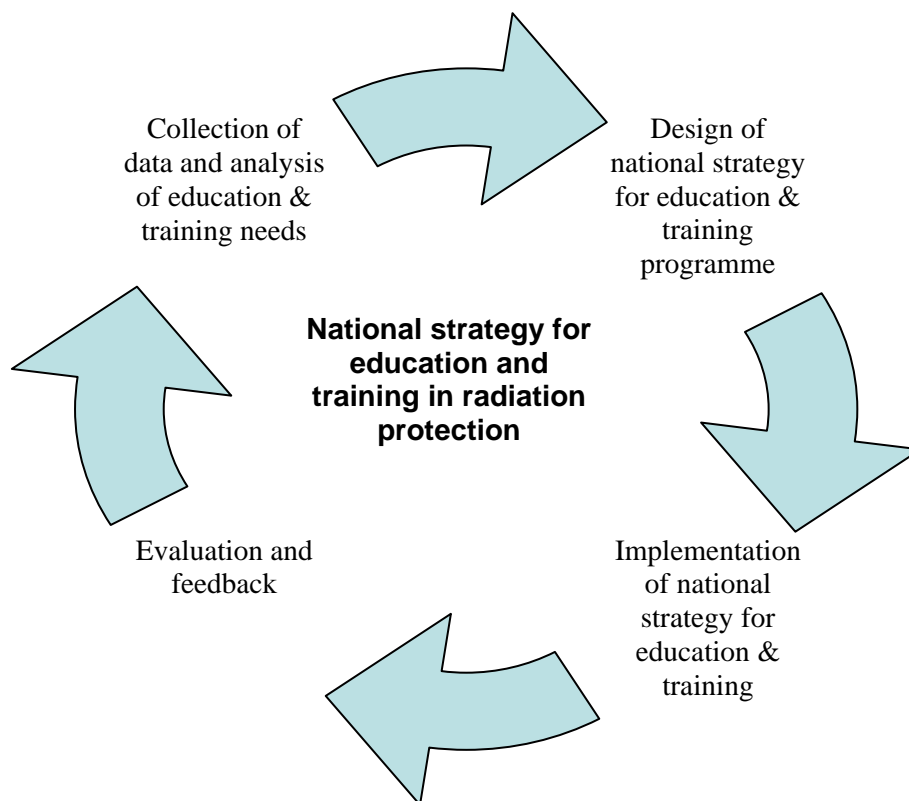 Collection of
data and analysis
of education &
training needs
Design of
national strategy
for education &
training
programme
National strategy for
education and
training in radiation
protection
Evaluation and
feedback
Implementation
of national
strategy for
education &
training